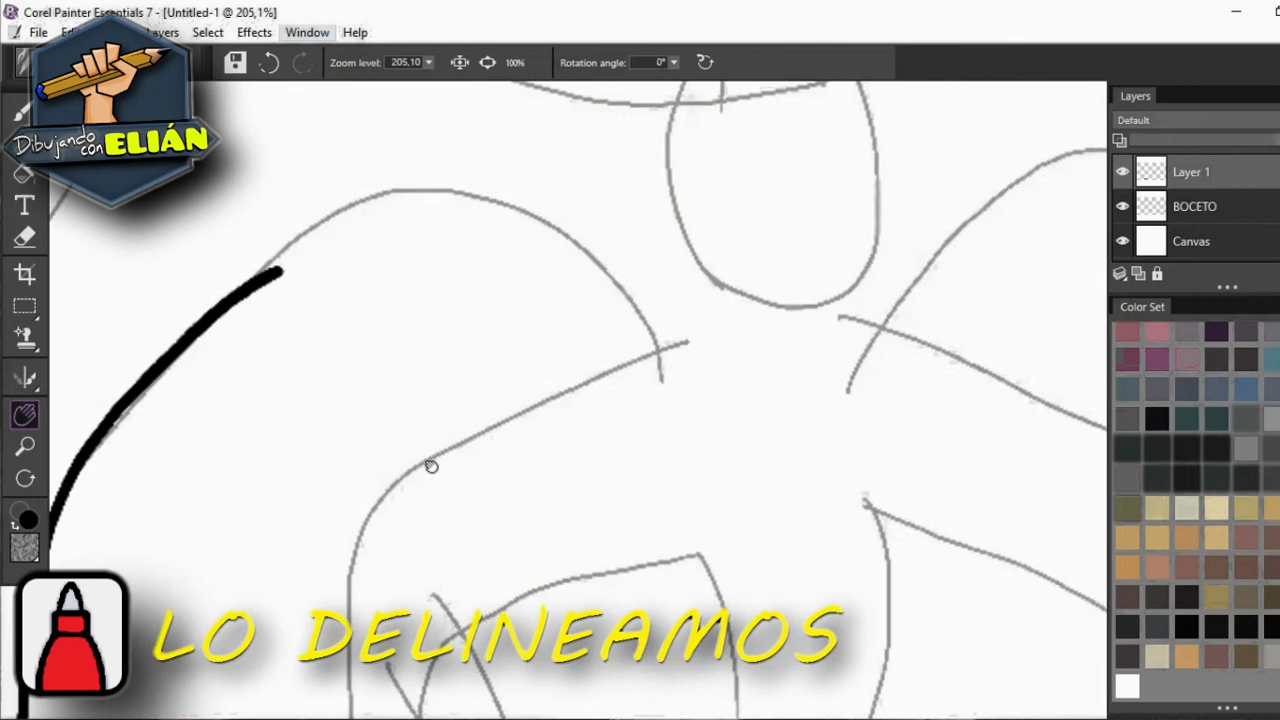 Corel Painter Essentials 7 - [Untitled-1 @ 205,1%]
File
Layers
Select
Effects
Window
Help
Zoom level: 205,10
100%
Rotation angle: 0°
Dibujando
con ELIÁN
Layers
Default
Layer 1
BOCETO
Canvas
Color Set
LO DELINEAMOS